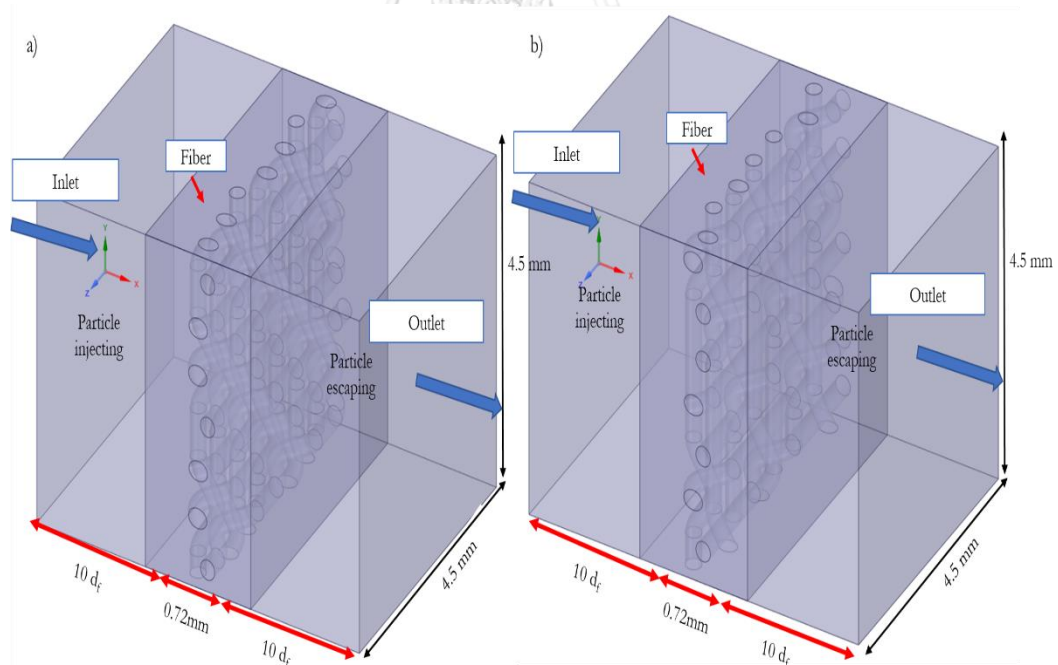 a)
Fiber
Inlet
Y
X
Z
Particle
injecting
Particle
escaping
Outlet
4.5 mm
4.5 mm
10 d_f
0.72mm
10 d_f
b)
Fiber
Inlet
X
Z
Particle
injecting
Particle
escaping
Outlet
4.5 mm
4.5 mm
10 d_f
0.72mm
10 d_f